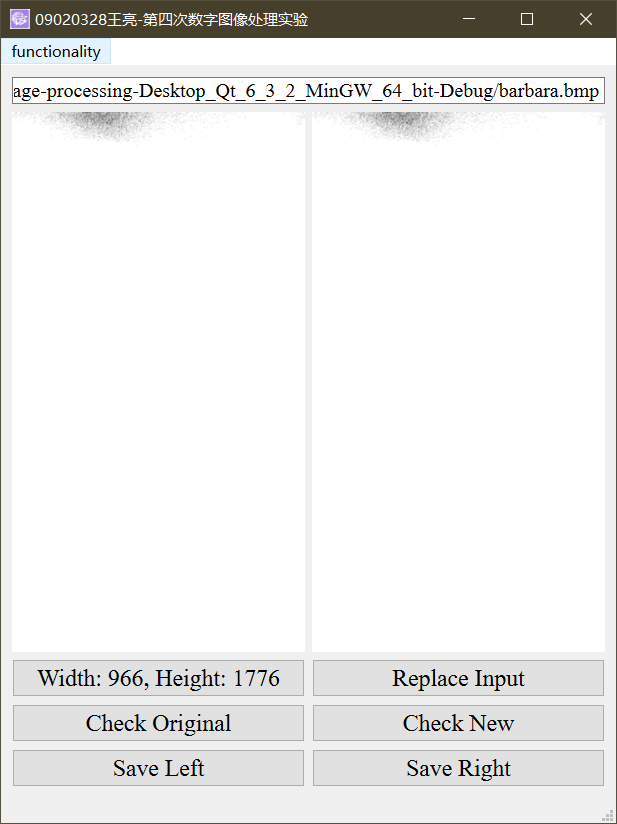 09020328王亮-第四次数字图像处理实验
functionality
age-processing-Desktop_Qt_6_3_2_MinGW_64_bit-Debug/barbara.bmp
Width: 966, Height: 1776
Replace Input
Check Original
Check New
Save Left
Save Right